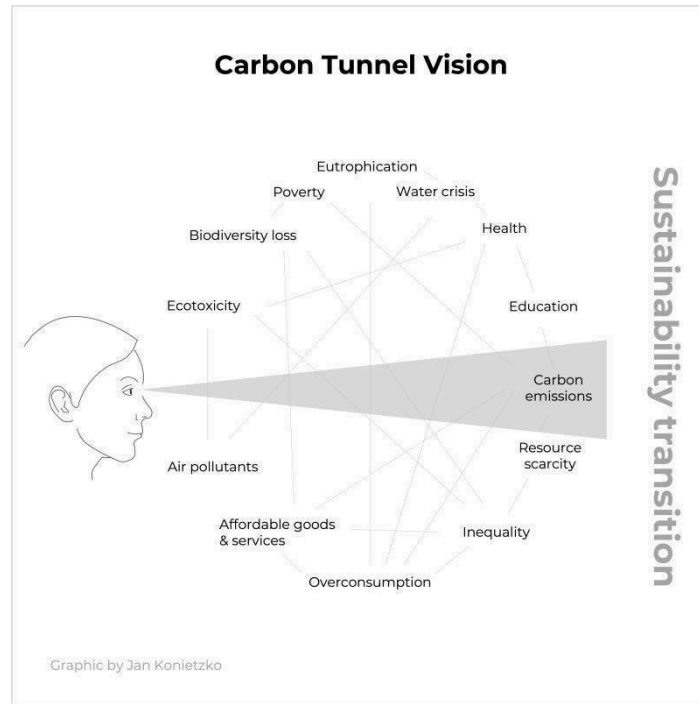 Carbon Tunnel Vision
Eutrophication
Poverty
Water crisis
Biodiversity loss
Health
Ecotoxicity
Education
Carbon
emissions
Air pollutants
Resource
scarcity
Affordable goods
& services
Inequality
Overconsumption
Sustainability transition
Graphic by Jan Konietzko